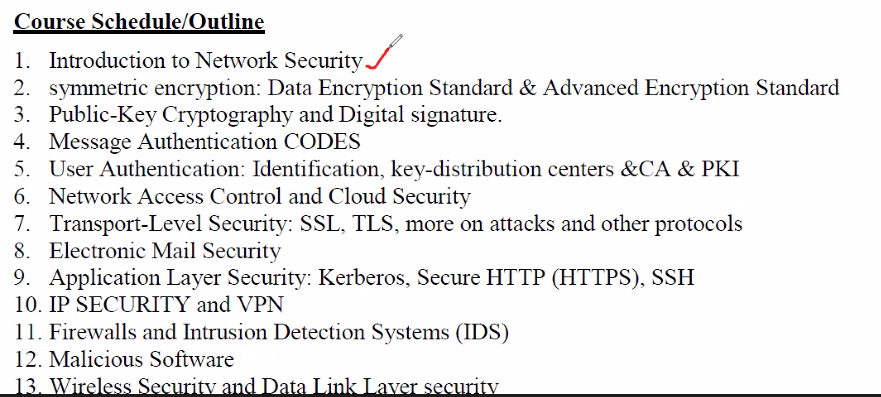 Course Schedule/Outline
1. Introduction to Network Security
2. symmetric encryption: Data Encryption Standard & Advanced Encryption Standard
3. Public-Key Cryptography and Digital signature.
4. Message Authentication CODES
5. User Authentication: Identification, key-distribution centers &CA & PKI
6. Network Access Control and Cloud Security
7. Transport-Level Security: SSL, TLS, more on attacks and other protocols
8. Electronic Mail Security
9. Application Layer Security: Kerberos, Secure HTTP (HTTPS), SSH
10. IP SECURITY and VPN
11. Firewalls and Intrusion Detection Systems (IDS)
12. Malicious Software
13. Wireless Security and Data Link Layer security